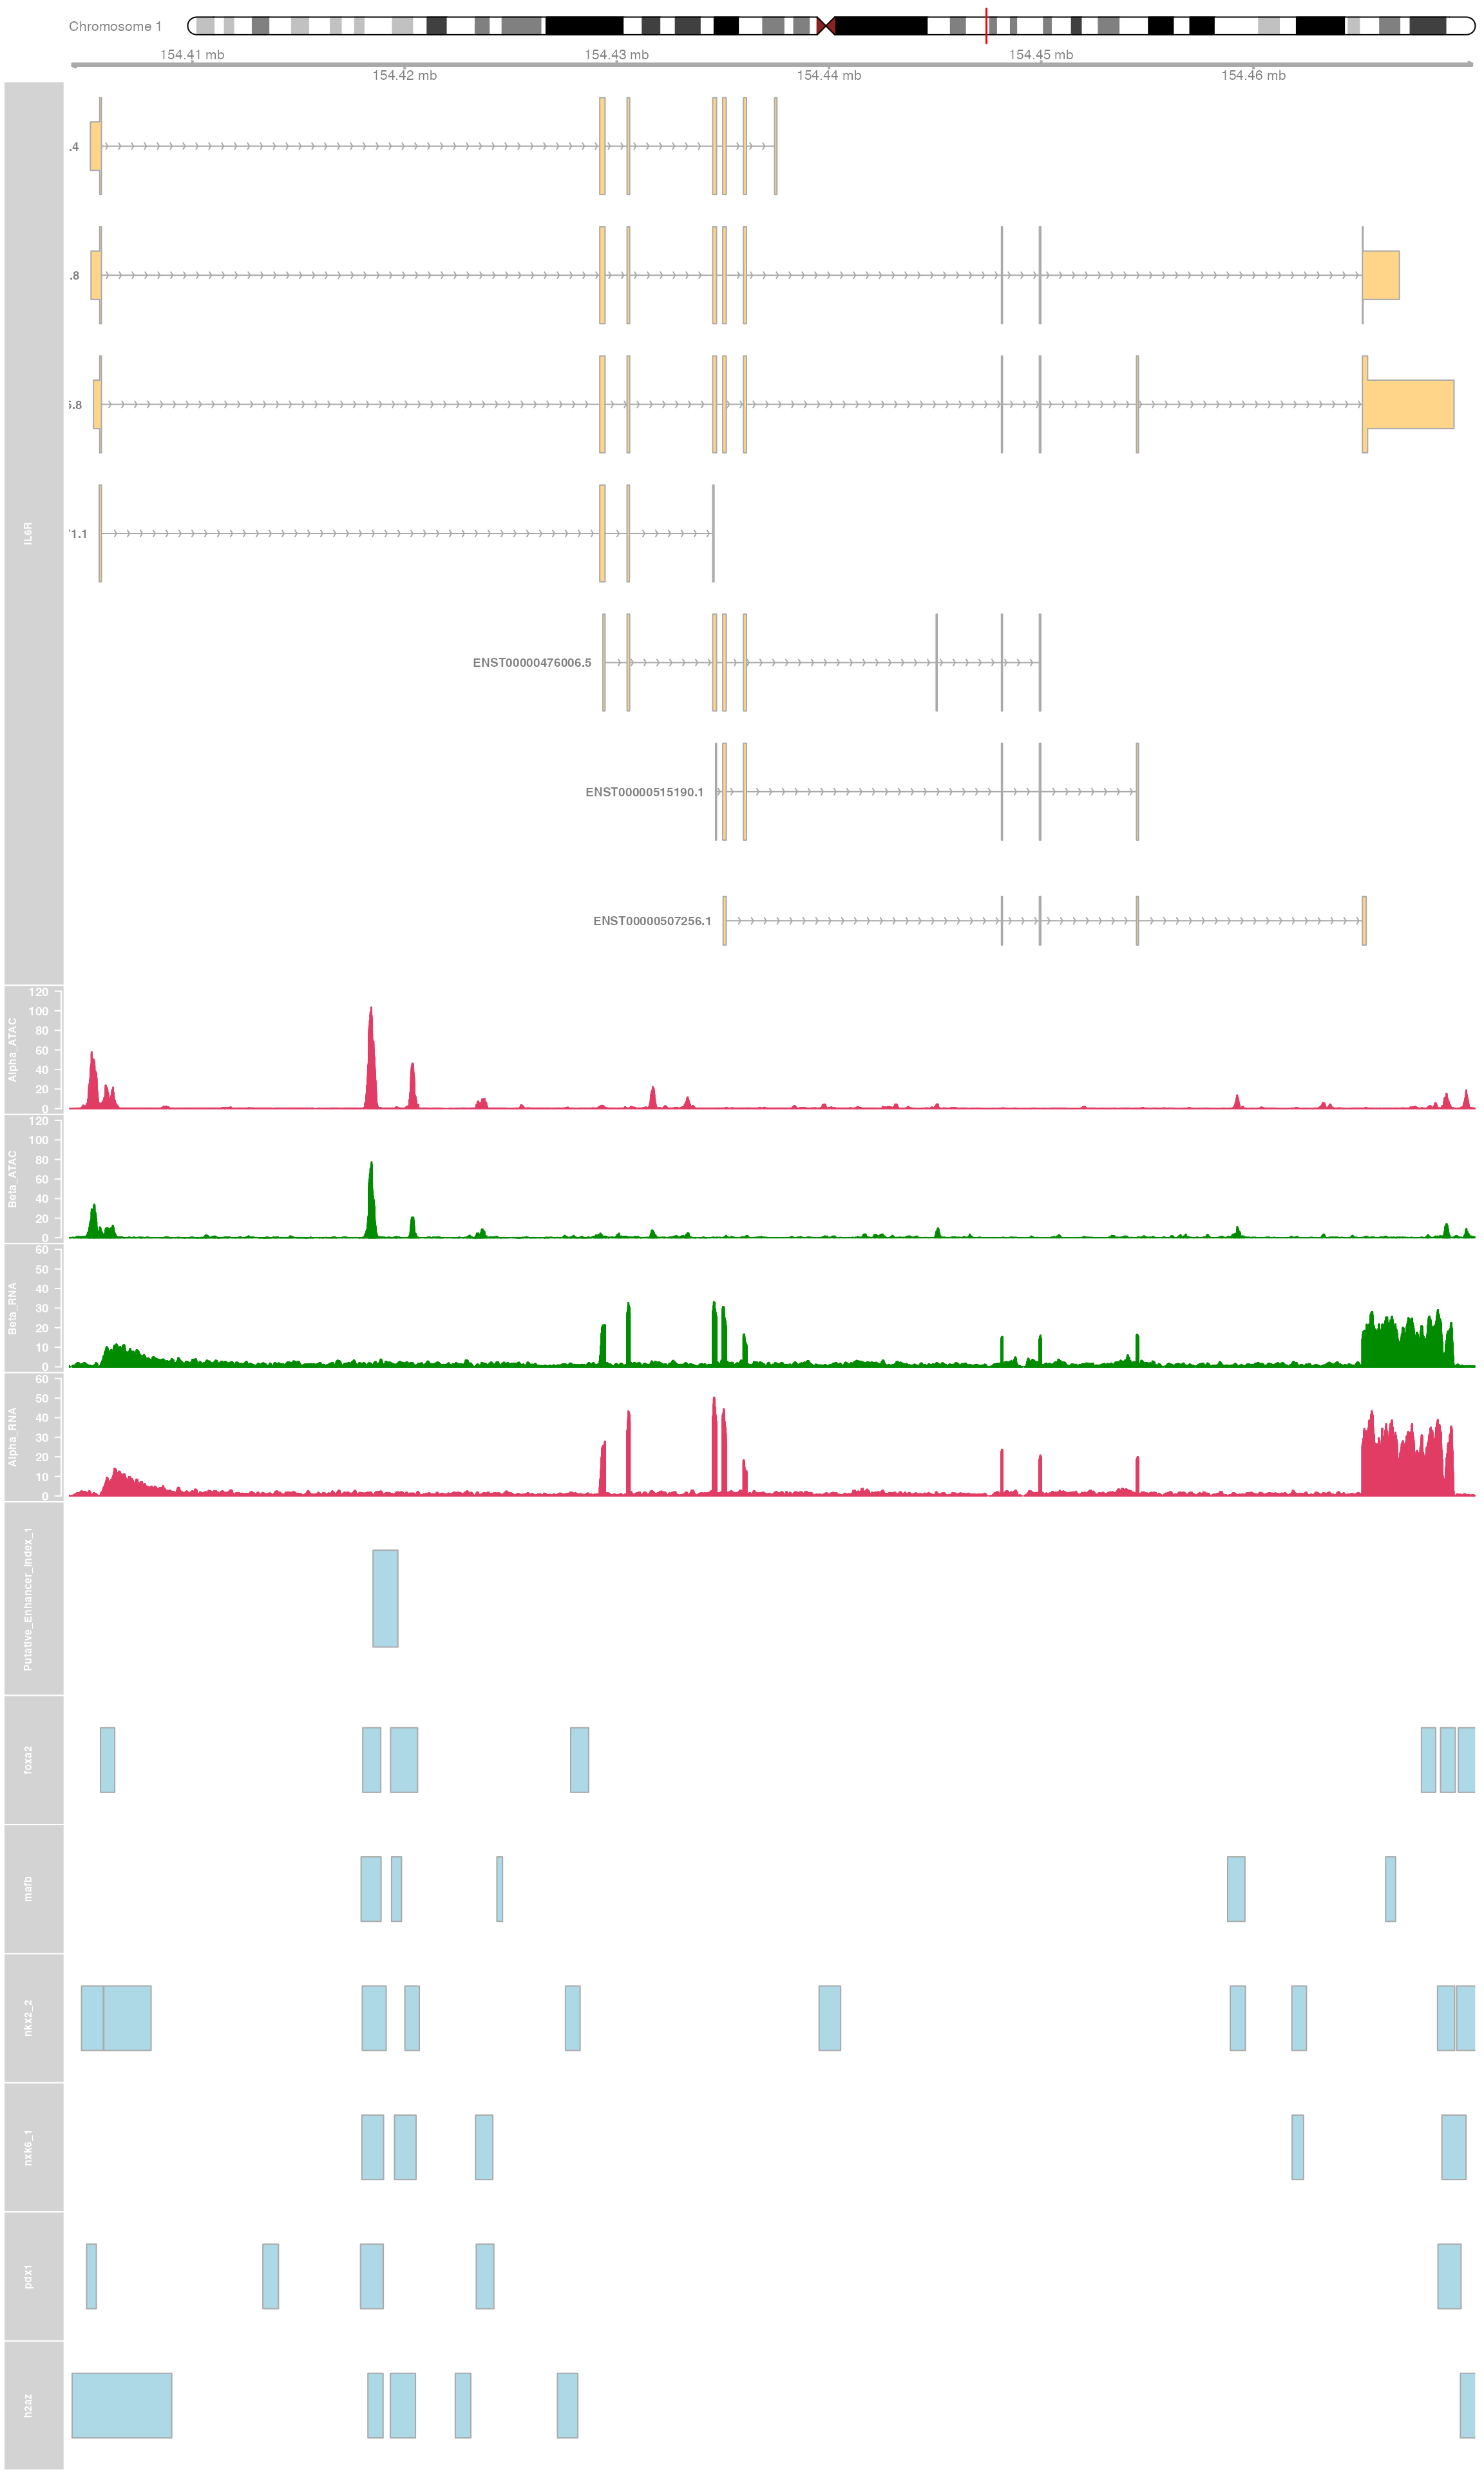 Chromosome 1
154.41 mb
154.43 mb
154.45 mb
154.42 mb
154.44 mb
154.46 mb
IL6R
.4
.8
.8
1.1
ENST00000476006.5
ENST00000515190.1
ENST00000507256.1
Alpha_ATAC
120
100
80
60
40
20
0
Beta_ATAC
120
100
80
60
40
20
0
Beta_RNA
60
50
40
30
20
10
0
Alpha_RNA
60
50
40
30
20
10
0
Putative_Enhancer_Index_1
foxa2
mafb
nkx2_2
nxk6_1
pdx1
h2az